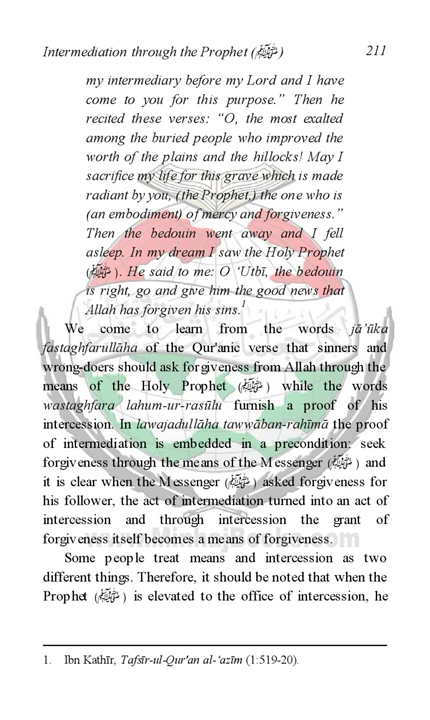 Intermediation through the Prophet (ﷺ) 211
my intermediary before my Lord and I have
come to you for this purpose.” Then he
recited these verses: “O, the most exalted
among the buried people who improved the
worth of the plains and the hillocks! May I
sacrifice my life for this grave which is made
radiant by you, (the Prophet,) the one who is
(an embodiment) of mercy and forgiveness.”
Then the bedouin went away and I fell
asleep. In my dream I saw the Holy Prophet
(ﷺ). He said to me: O ‘Utbī, the bedouin
is right, go and give him the good news that
Allah has forgiven his sins.1
We come to learn from the words jā’ūka
fastaghfarullāha of the Qur'anic verse that sinners and
wrong-doers should ask forgiveness from Allah through the
means of the Holy Prophet (ﷺ) while the words
wastaghfara lahum-ur-rasūlu furnish a proof of his
intercession. In lawajadullāha tawwāban-rahīmā the proof
of intermediation is embedded in a precondition: seek
forgiveness through the means of the Messenger (ﷺ) and
it is clear when the Messenger (ﷺ) asked forgiveness for
his follower, the act of intermediation turned into an act of
intercession and through intercession the grant of
forgiveness itself becomes a means of forgiveness.
Some people treat means and intercession as two
different things. Therefore, it should be noted that when the
Prophet (ﷺ) is elevated to the office of intercession, he
1. Ibn Kathīr, Tafsīr-ul-Qur'an al-‘azīm (1:519-20).